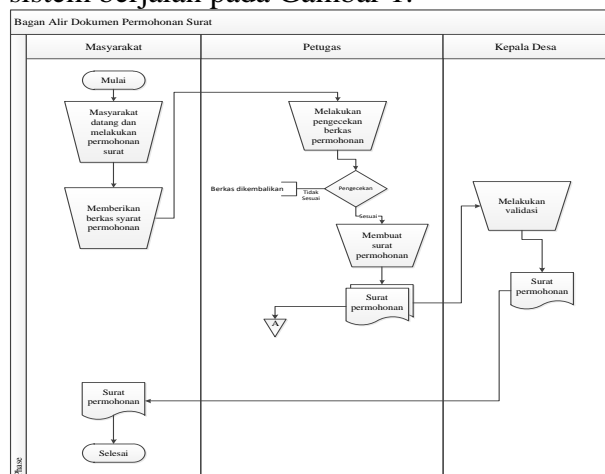 sistem berjalan pada Gambar 1.
Bagan Alir Dokumen Permohonan Surat
Masyarakat
Petugas
Kepala Desa
Mulai
Masyarakat
datang dan
melakukan
permohonan
surat
Memberikan
berkas syarat
permohonan
Melakukan
pengecekan
berkas
permohonan
Pengecekan
Tidak
Sesuai
Berkas dikembalikan
Sesuai
Membuat
surat
permohonan
Surat
permohonan
A
Melakukan
validasi
Surat
permohonan
Surat
permohonan
Selesai
Phase